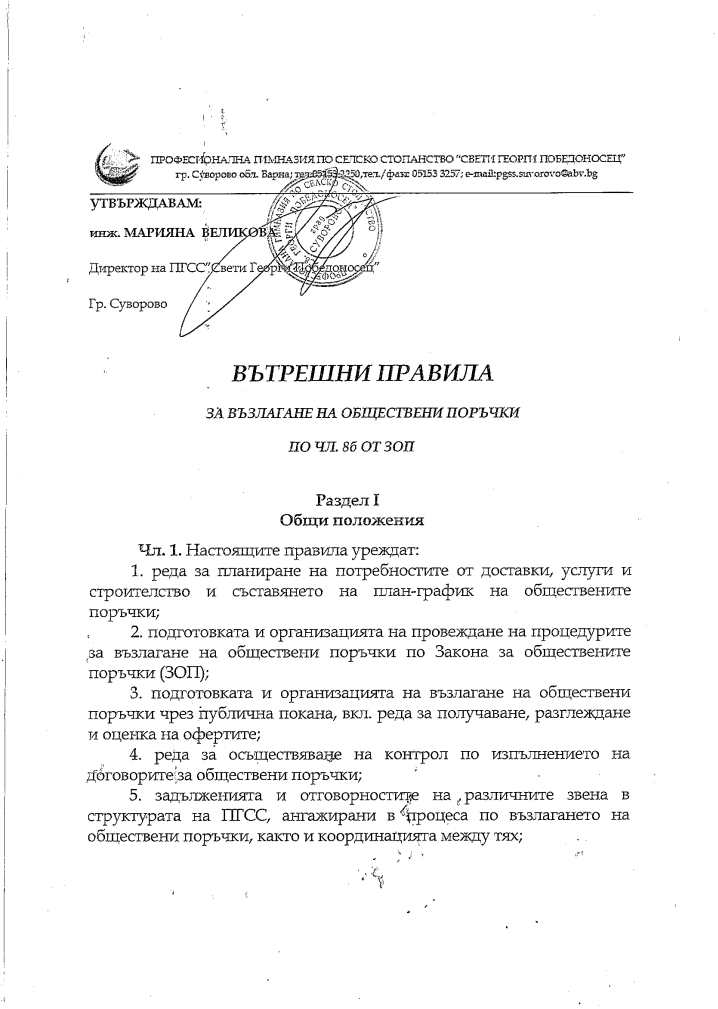 ПРОФЕСИОНАЛНА ГИМНАЗИЯ ПО СЕЛСКО СТОПАНСТВО "СВЕТИ ГЕОРГИ ПОБЕДОНОСЕЦ"
гр. Суворово обл. Варна; тел.05153 2250,тел./факс 05153 3257; e-mail:pgss.suvorovo@abv.bg
УТВЪРЖДАВАМ:
инж. МАРИЯНА ВЕЛИКОВА
Директор на ПГСС"Свети Георги Победоносец"
Гр. Суворово
ВЪТРЕШНИ ПРАВИЛА
ЗА ВЪЗЛАГАНЕ НА ОБЩЕСТВЕНИ ПОРЪЧКИ
ПО ЧЛ. 8б ОТ ЗОП
Раздел I
Общи положения
Чл. 1. Настоящите правила уреждат:
1. реда за планиране на потребностите от доставки, услуги и
строителство и съставянето на план-график на обществените
поръчки;
2. подготовката и организацията на провеждане на процедурите
за възлагане на обществени поръчки по Закона за обществените
поръчки (ЗОП);
3. подготовката и организацията на възлагане на обществени
поръчки чрез публична покана, вкл. реда за получаване, разглеждане
и оценка на офертите;
4. реда за осъществяване на контрол по изпълнението на
договорите за обществени поръчки;
5. задълженията и отговорностите на различните звена в
структурата на ПГСС, ангажирани в процеса по възлагането на
обществени поръчки, както и координацията между тях;